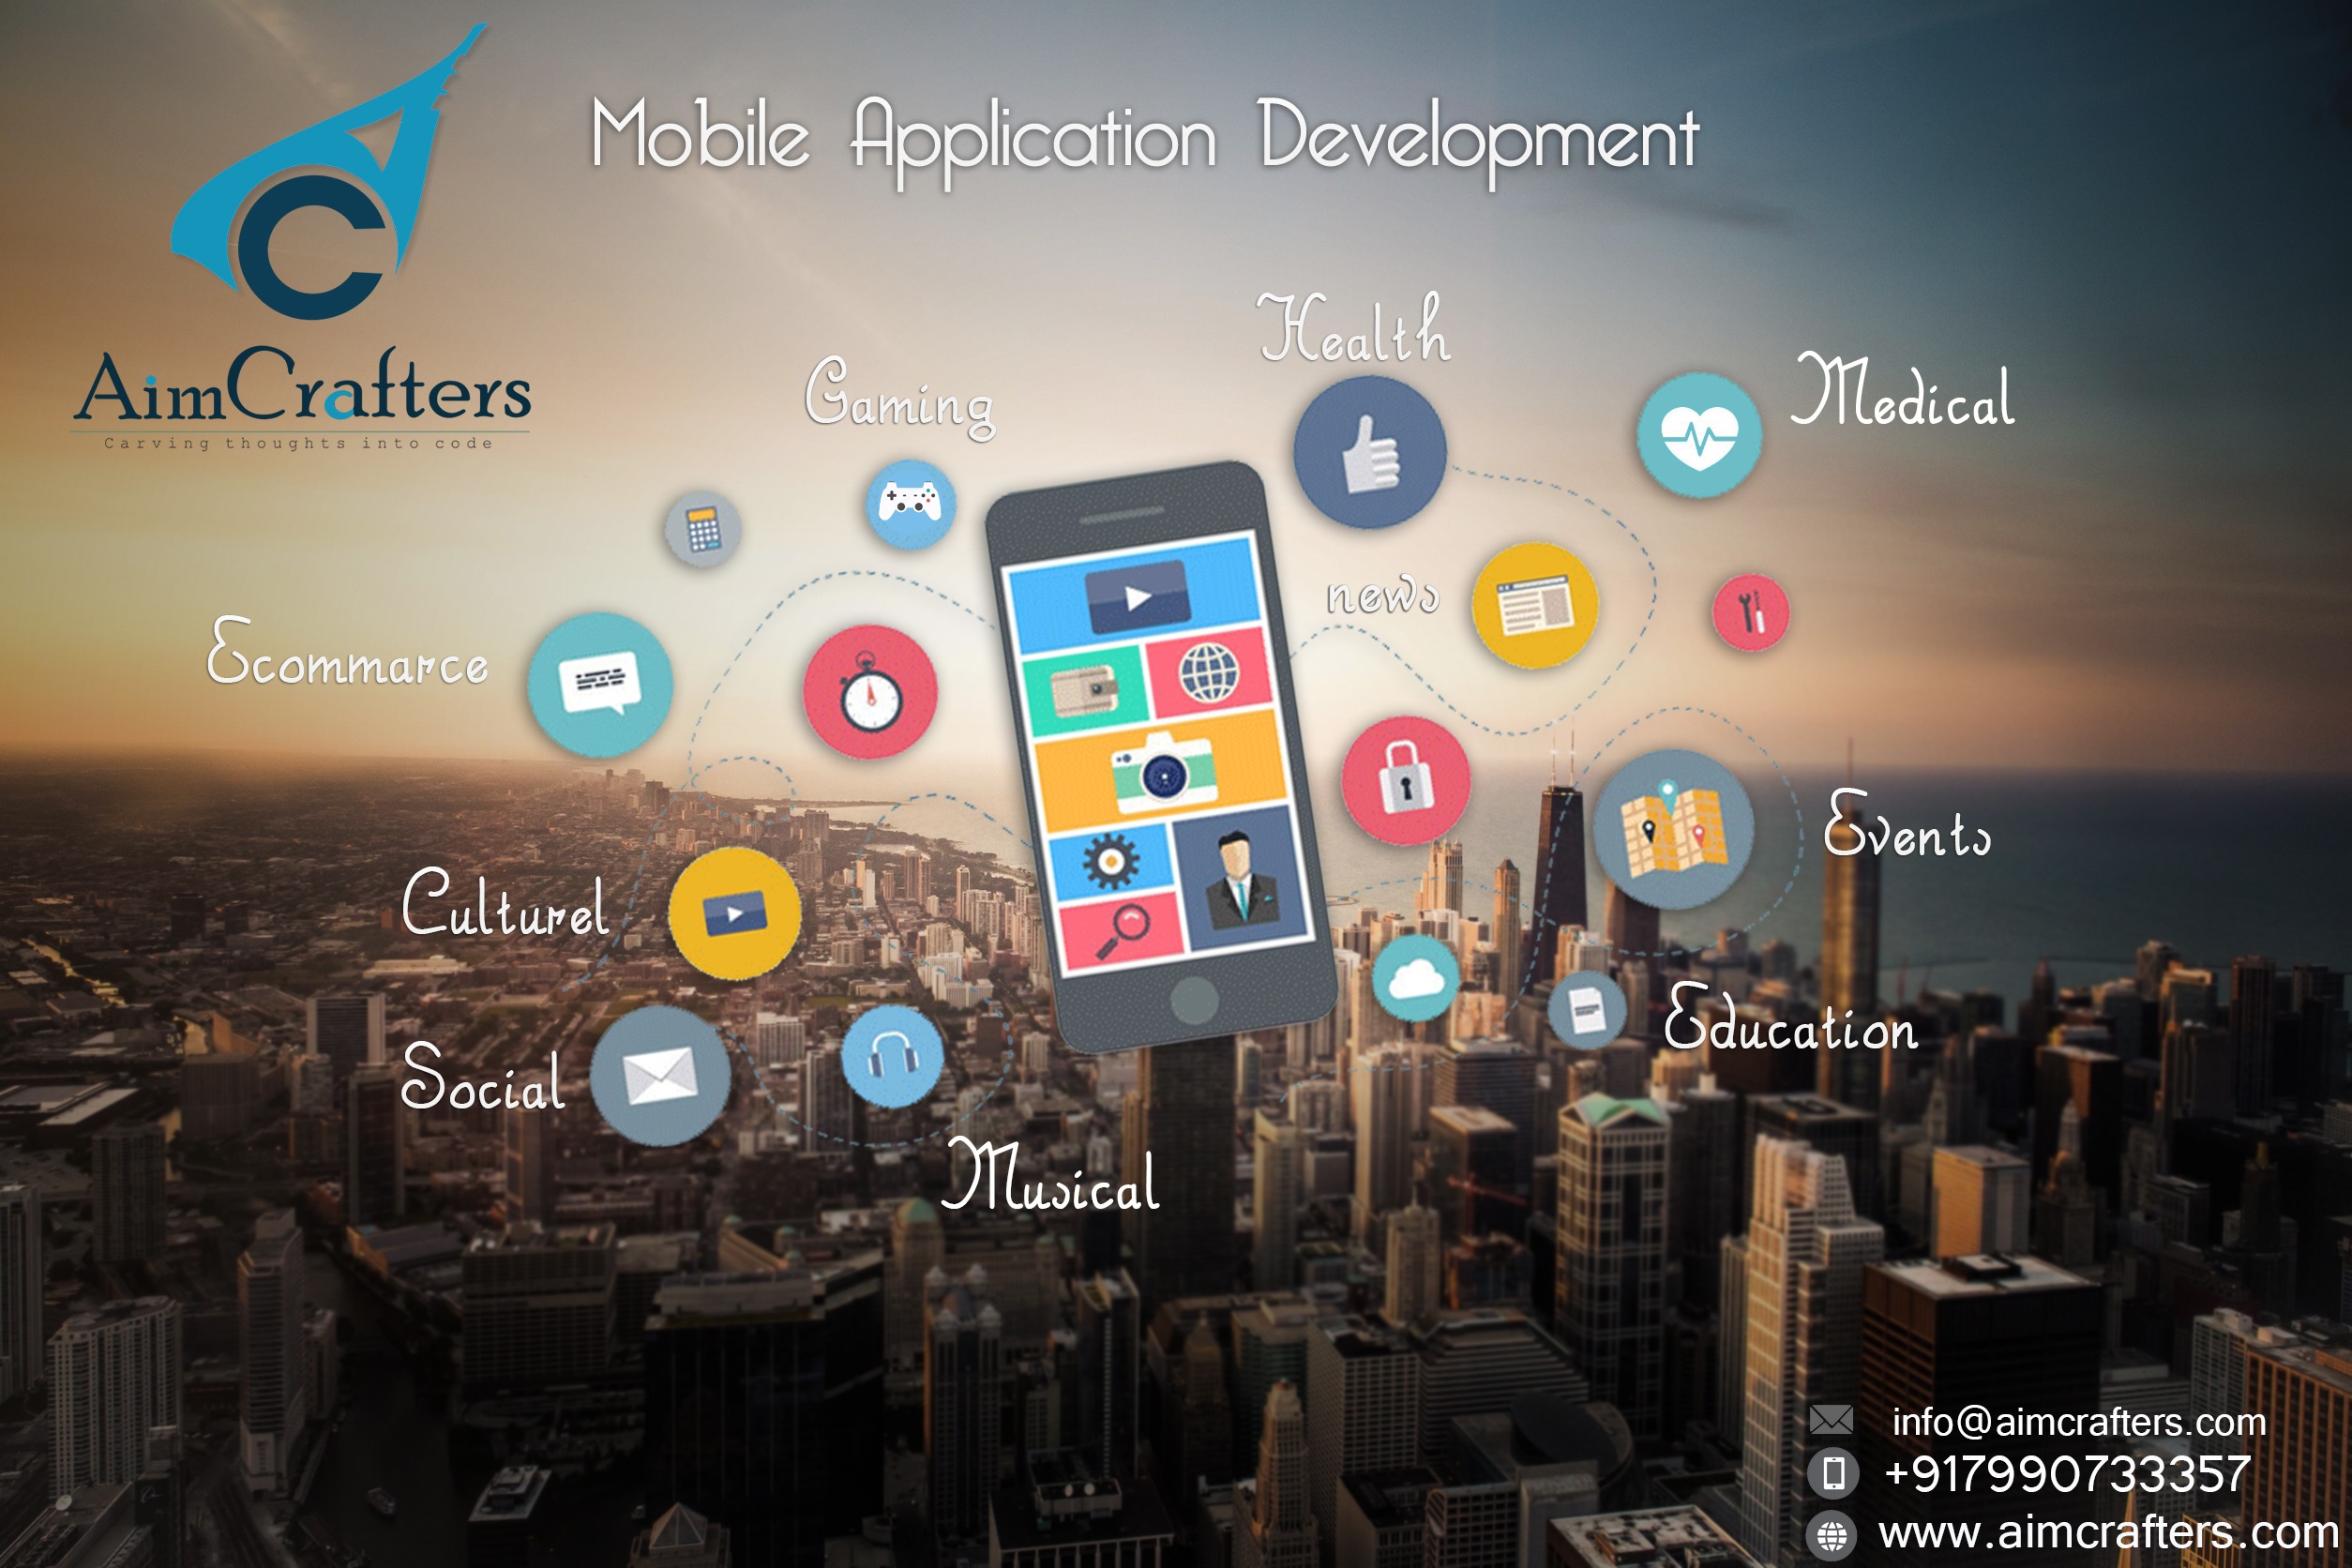 Mobile Application Development
C
AimCrafters
Carving thoughts into code
Health
Medical
Gaming
news
Ecommarce
Events
Culturel
Education
Social
Musical
info@aimcrafters.com
+917990733357
www.aimcrafters.com